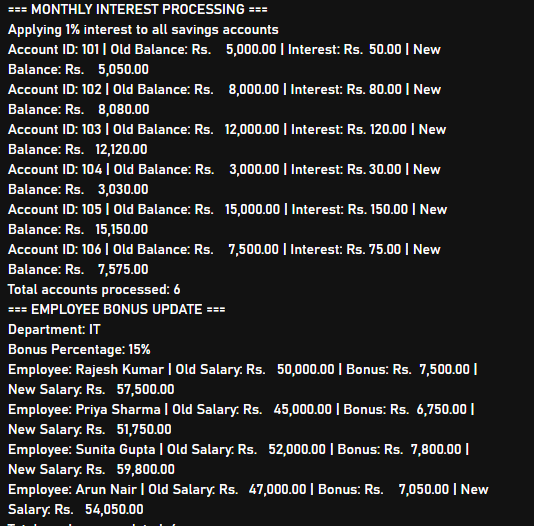 === MONTHLY INTEREST PROCESSING ===
Applying 1% interest to all savings accounts
Account ID: 101 | Old Balance: Rs. 5,000.00 | Interest: Rs. 50.00 | New
Balance: Rs. 5,050.00
Account ID: 102 | Old Balance: Rs. 8,000.00 | Interest: Rs. 80.00 | New
Balance: Rs. 8,080.00
Account ID: 103 | Old Balance: Rs. 12,000.00 | Interest: Rs. 120.00 | New
Balance: Rs. 12,120.00
Account ID: 104 | Old Balance: Rs. 3,000.00 | Interest: Rs. 30.00 | New
Balance: Rs. 3,030.00
Account ID: 105 | Old Balance: Rs. 15,000.00 | Interest: Rs. 150.00 | New
Balance: Rs. 15,150.00
Account ID: 106 | Old Balance: Rs. 7,500.00 | Interest: Rs. 75.00 | New
Balance: Rs. 7,575.00
Total accounts processed: 6
=== EMPLOYEE BONUS UPDATE ===
Department: IT
Bonus Percentage: 15%
Employee: Rajesh Kumar | Old Salary: Rs. 50,000.00 | Bonus: Rs. 7,500.00 |
New Salary: Rs. 57,500.00
Employee: Priya Sharma | Old Salary: Rs. 45,000.00 | Bonus: Rs. 6,750.00 |
New Salary: Rs. 51,750.00
Employee: Sunita Gupta | Old Salary: Rs. 52,000.00 | Bonus: Rs. 7,800.00 |
New Salary: Rs. 59,800.00
Employee: Arun Nair | Old Salary: Rs. 47,000.00 | Bonus: Rs. 7,050.00 | New
Salary: Rs. 54,050.00